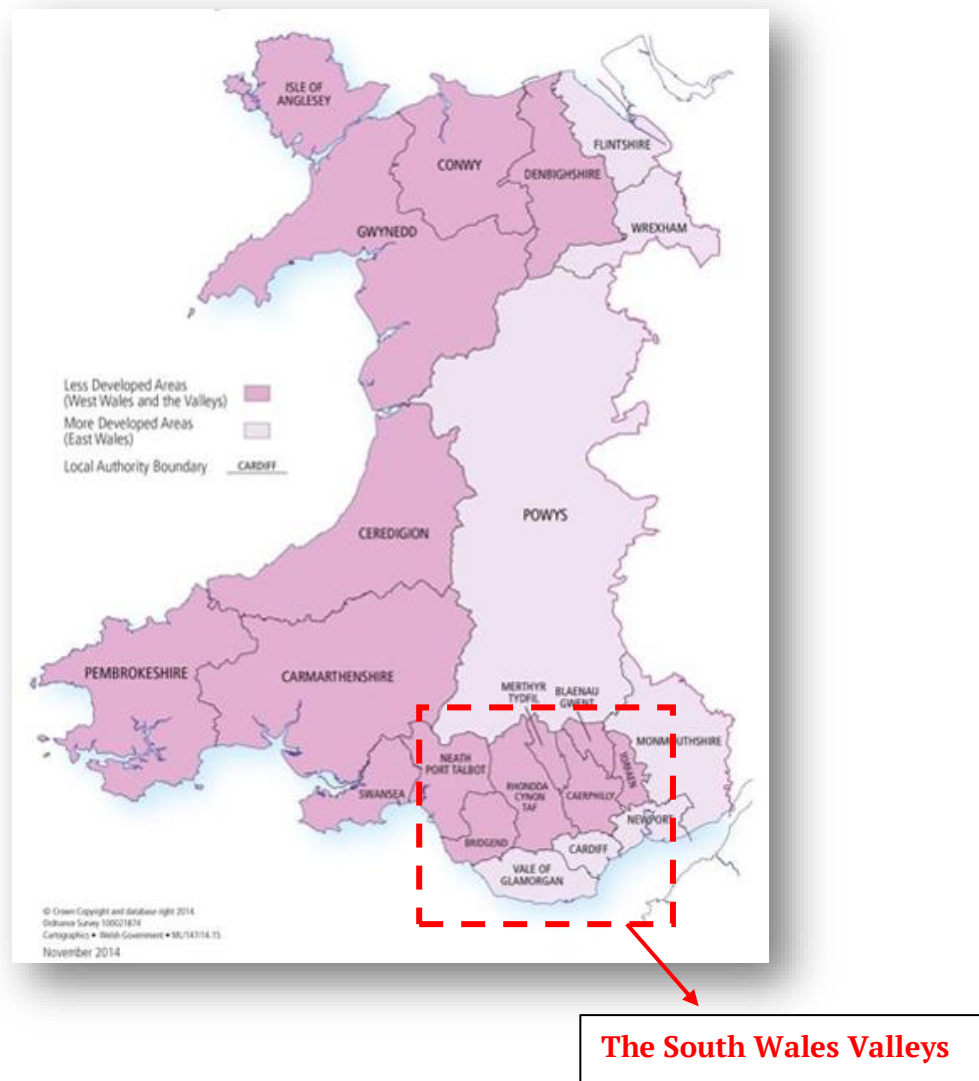 ISLE OF
ANGLESEY
FLINTSHIRE
CONWY
DENBIGHSHIRE
WREXHAM
GWYNEDD
Less Developed Areas
(West Wales and the Valleys)
More Developed Areas
(East Wales)
Local Authority Boundary CARDIFF
POWYS
CEREDIGION
PEMBROKESHIRE
CARMARTHENSHIRE
MERTHYR
TYDFIL
BLAENAU
GWENT
MONMOUTHSHIRE
NEATH
PORT TALBOT
TORFAEN
RHONDDA
CYNON
TAF
CAERPHILLY
SWANSEA
NEWPORT
BRIDGEND
CARDIFF
VALE OF
GLAMORGAN
© Crown Copyright and database right 2014
Ordnance Survey 100021874
Cartographics • Welsh Government • ML/147/14.15
November 2014
The South Wales Valleys